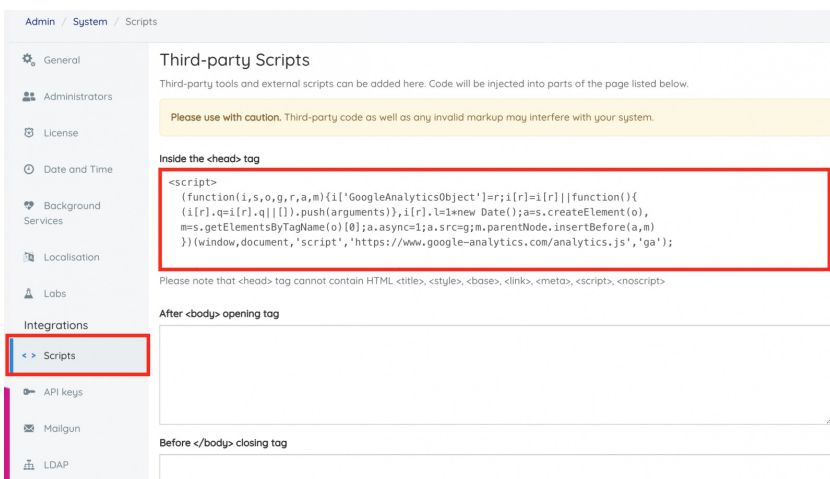 Admin / System / Scripts
General
Administrators
License
Date and Time
Background
Services
Localisation
Labs
Integrations
< > Scripts
API keys
Mailgun
LDAP
Third-party Scripts
Third-party tools and external scripts can be added here. Code will be injected into parts of the page listed below.
Please use with caution. Third-party code as well as any invalid markup may interfere with your system.
Inside the <head> tag
<script>
(function(i,s,o,g,r,a,m){i['GoogleAnalyticsObject']=r;i[r]=i[r]||function(){
(i[r].q=i[r].q||[]).push(arguments)},i[r].l=1*new Date();a=s.createElement(o),
m=s.getElementsByTagName(o)[0];a.async=1;a.src=g;m.parentNode.insertBefore(a,m)
})(window,document,'script','https://www.google-analytics.com/analytics.js','ga');
Please note that <head> tag cannot contain HTML <title>, <style>, <base>, <link>, <meta>, <script>, <noscript>
After <body> opening tag
Before </body> closing tag